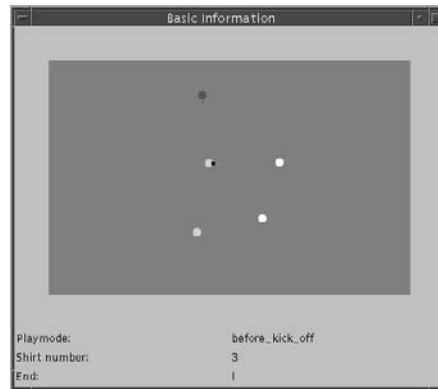 Basic Information
Playmode: before_kick_off
Shirt number: 3
End: l